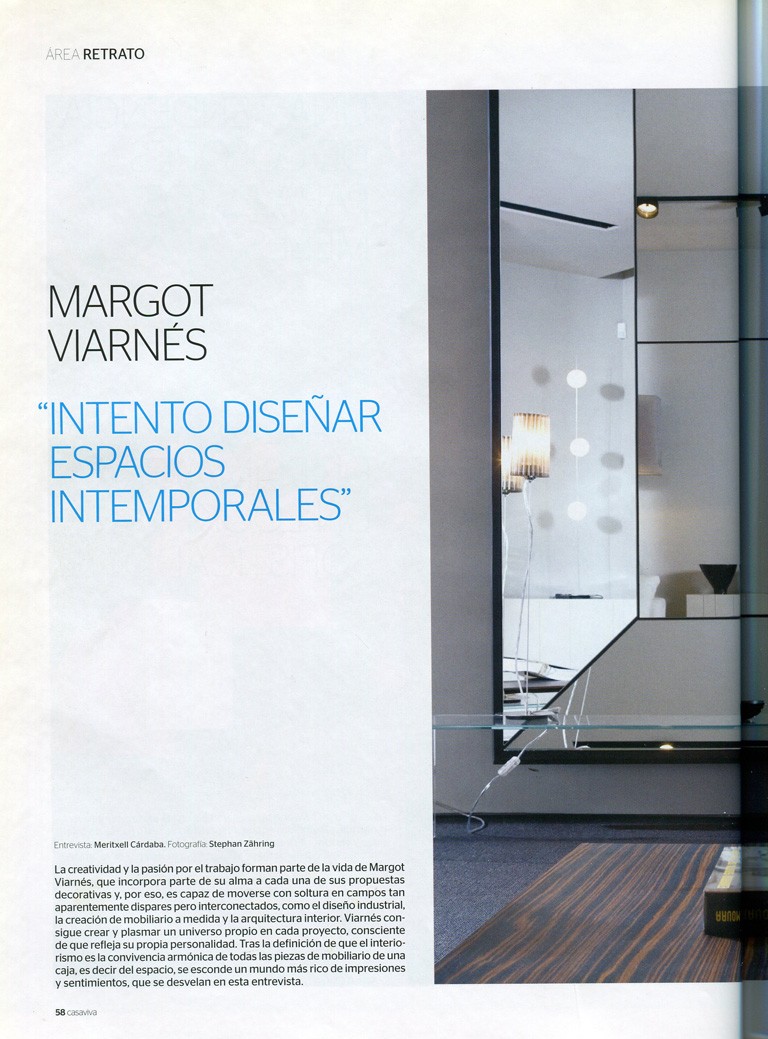 ÁREA RETRATO
MARGOT
VIARNÉS
“INTENTO DISEÑAR
ESPACIOS
INTEMPORALES”
Entrevista: Meritxell Cárdaba. Fotografía: Stephan Zähring
La creatividad y la pasión por el trabajo forman parte de la vida de Margot
Viarnés, que incorpora parte de su alma a cada una de sus propuestas
decorativas y, por eso, es capaz de moverse con soltura en campos tan
aparentemente dispares pero interconectados, como el diseño industrial,
la creación de mobiliario a medida y la arquitectura interior. Viarnés con-
sigue crear y plasmar un universo propio en cada proyecto, consciente
de que refleja su propia personalidad. Tras la definición de que el interio-
rismo es la convivencia armónica de todas las piezas de mobiliario de una
caja, es decir del espacio, se esconde un mundo más rico de impresiones
y sentimientos, que se desvelan en esta entrevista.
58 casaviva